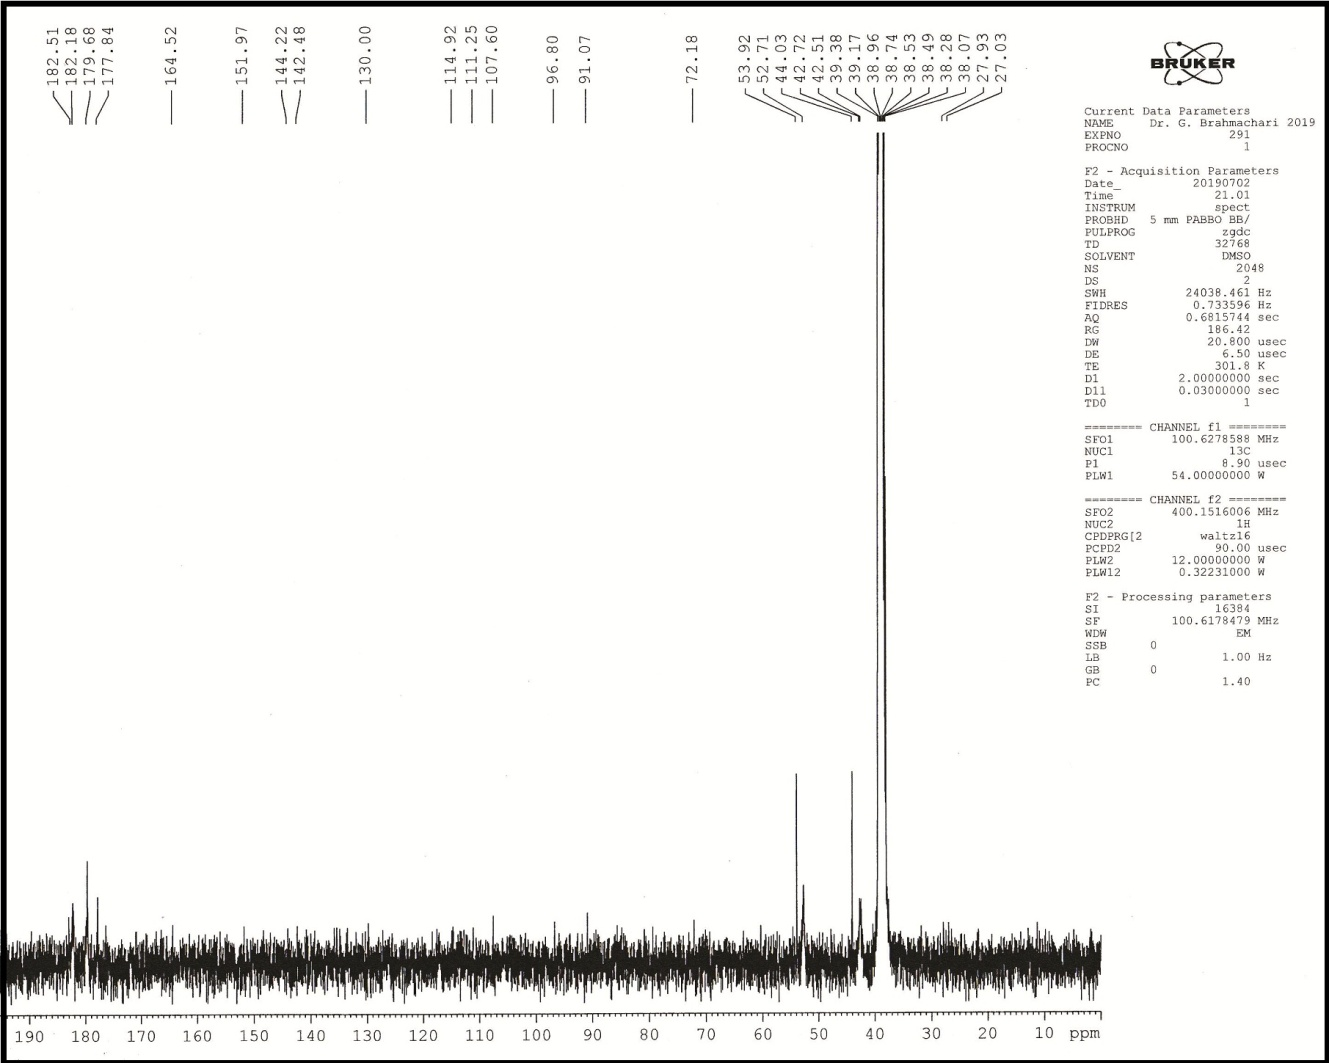 182.51
182.18
179.68
177.84
164.52
151.97
144.22
142.48
130.00
114.92
111.25
107.60
96.80
91.07
72.18
53.92
52.71
44.03
42.72
42.51
39.38
39.17
38.96
38.74
38.53
38.49
38.28
38.07
27.93
27.03
BRUKER
Current Data Parameters
NAME Dr. G. Brahmachari 2019
EXPNO 291
PROCNO 1
F2 - Acquisition Parameters
Date_ 20190702
Time 21.01
INSTRUM spect
PROBHD 5 mm PABBO BB/
PULPROG zgdc
TD 32768
SOLVENT DMSO
NS 2048
DS 2
SWH 24038.461 Hz
FIDRES 0.733596 Hz
AQ 0.6815744 sec
RG 186.42
DW 20.800 usec
DE 6.50 usec
TE 301.8 K
D1 2.00000000 sec
D11 0.03000000 sec
TD0 1
======== CHANNEL f1 ========
SFO1 100.6278588 MHz
NUC1 13C
P1 8.90 usec
PLW1 54.00000000 W
======== CHANNEL f2 ========
SFO2 400.1516006 MHz
NUC2 1H
CPDPRG[2 waltz16
PCPD2 90.00 usec
PLW2 12.00000000 W
PLW12 0.32231000 W
F2 - Processing parameters
SI 16384
SF 100.6178479 MHz
WDW EM
SSB 0
LB 1.00 Hz
GB 0
PC 1.40
190 180 170 160 150 140 130 120 110 100 90 80 70 60 50 40 30 20 10 ppm